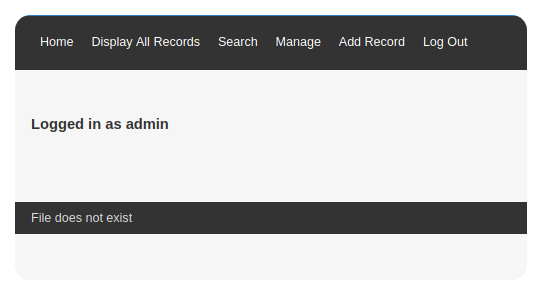 Home Display All Records Search Manage Add Record Log Out
Logged in as admin
File does not exist